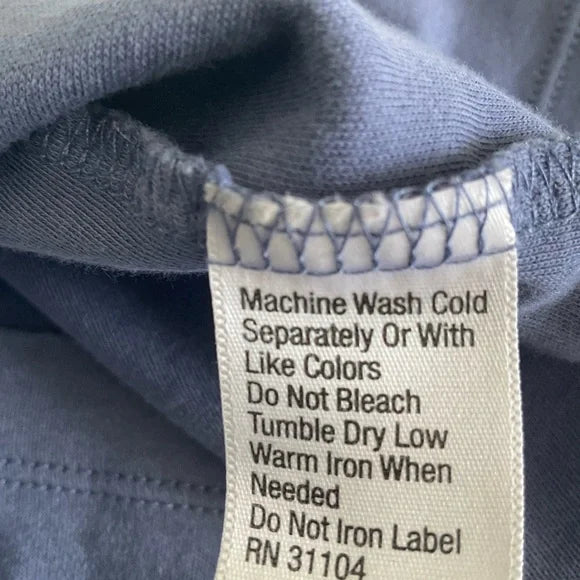 Machine Wash Cold
Separately Or With
Like Colors
Do Not Bleach
Tumble Dry Low
Warm Iron When
Needed
Do Not Iron Label
RN 31104